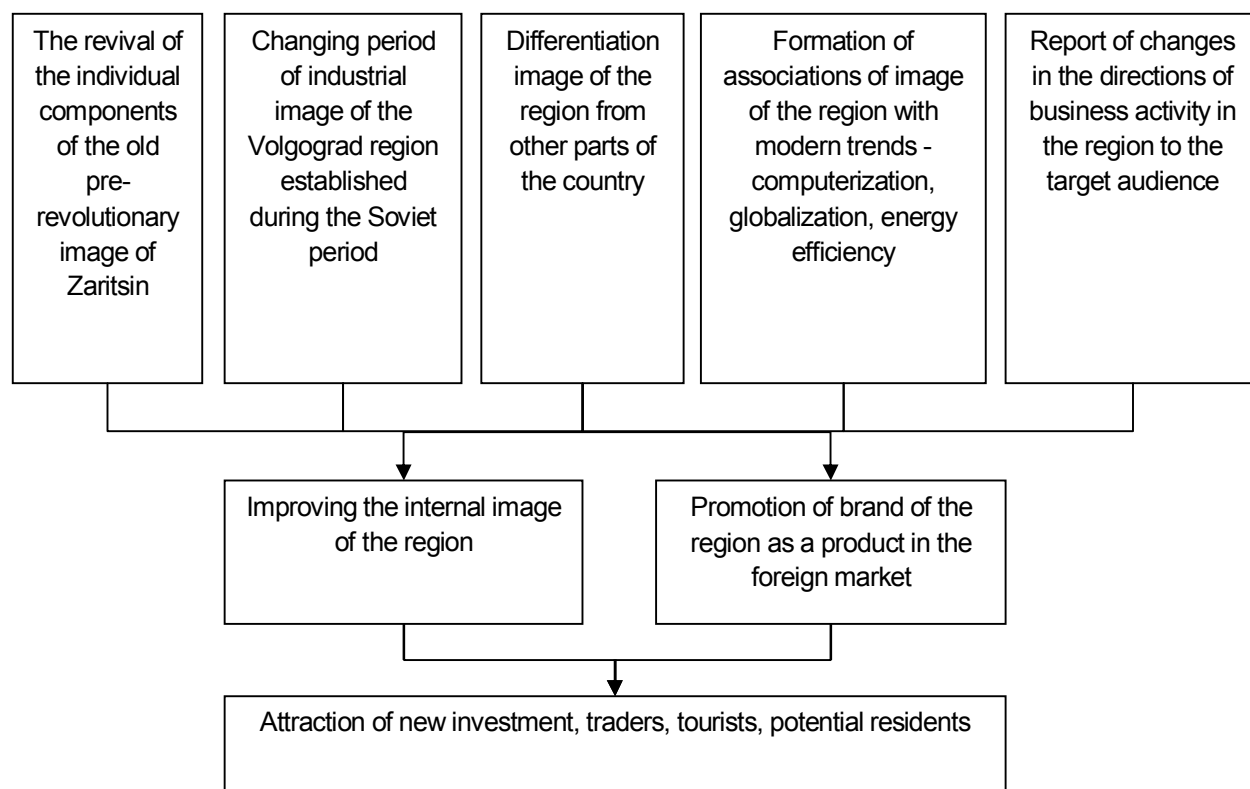 The revival of
the individual
components
of the old
pre-
revolutionary
image of
Zaritsin
Changing period
of industrial
image of the
Volgograd region
established
during the Soviet
period
Differentiation
image of the
region from
other parts of
the country
Formation of
associations of image
of the region with
modern trends -
computerization,
globalization, energy
efficiency
Report of changes
in the directions of
business activity in
the region to the
target audience
Improving the internal image
of the region
Promotion of brand of the
region as a product in the
foreign market
Attraction of new investment, traders, tourists, potential residents